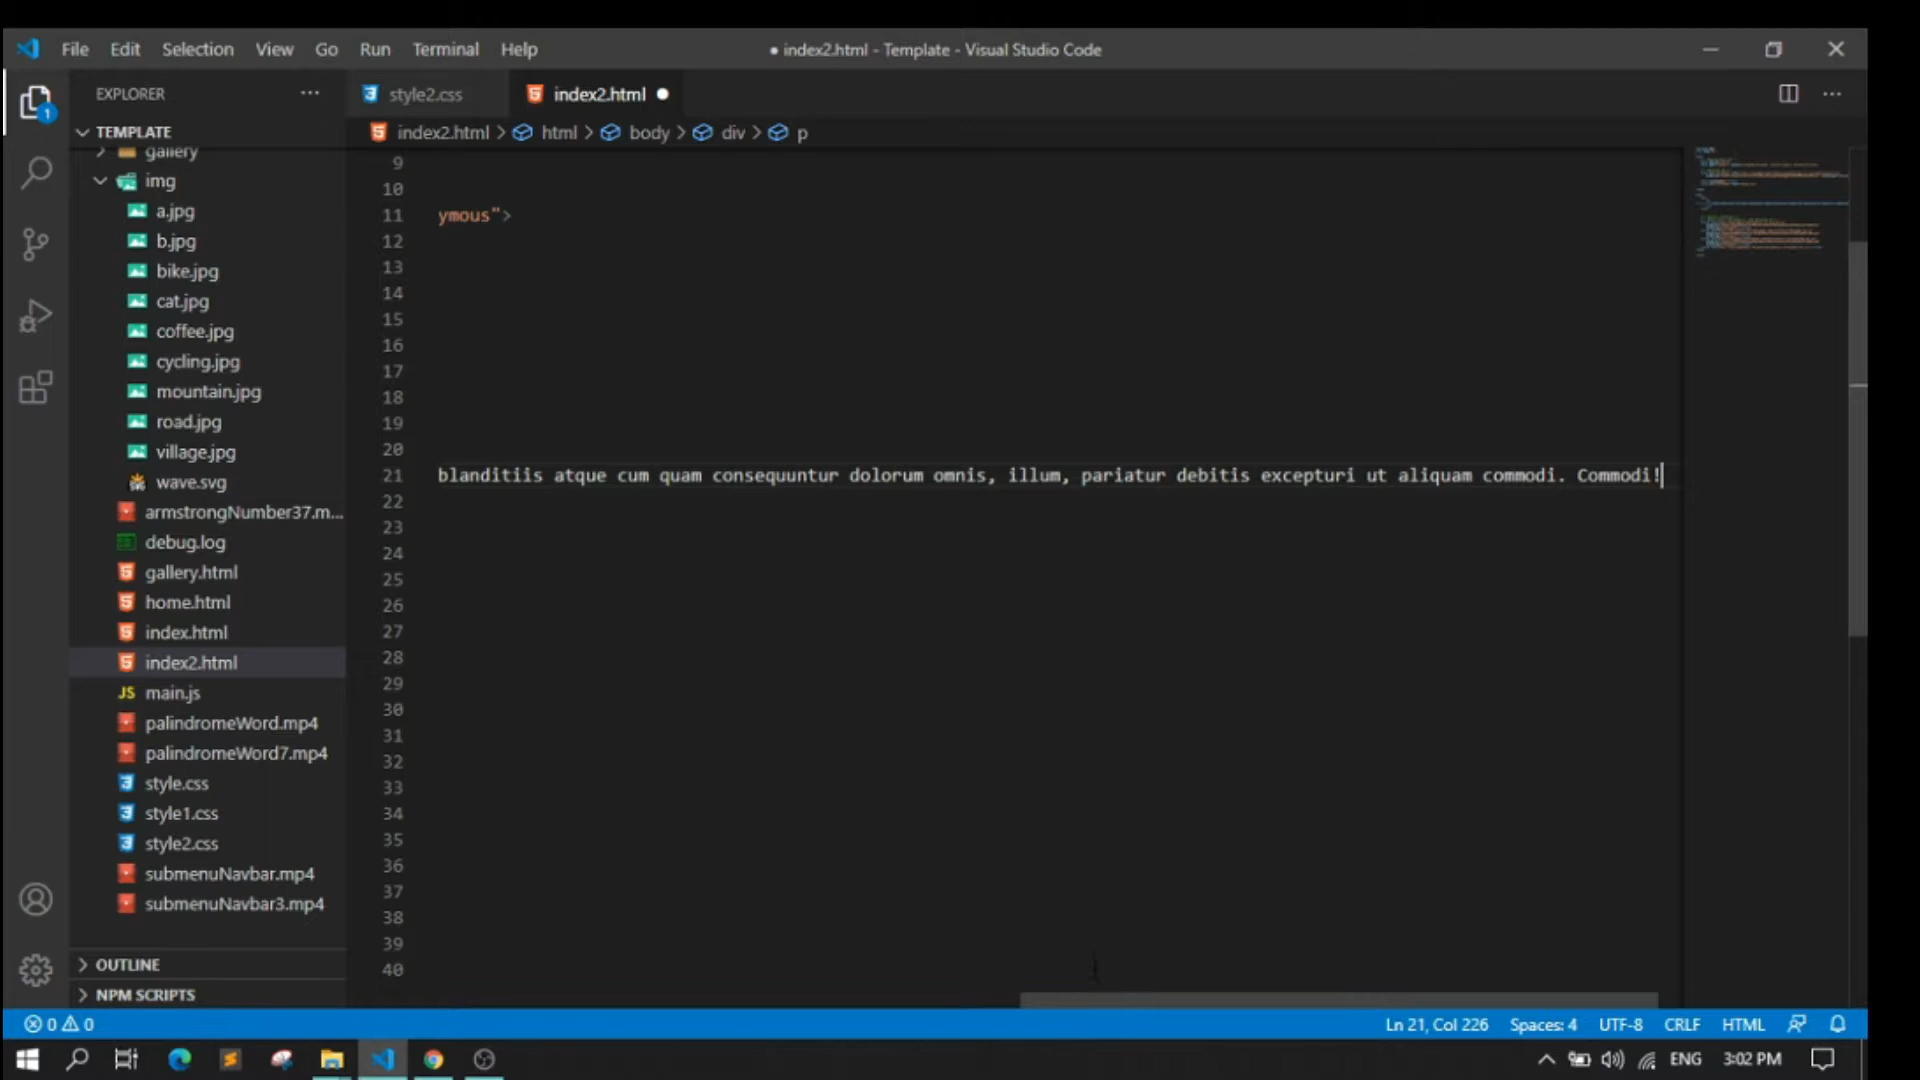 File Edit Selection View Go Run Terminal Help
● index2.html - Template - Visual Studio Code
EXPLORER
style2.css
index2.html
TEMPLATE
index2.html > html > body > div > p
gallery
img
a.jpg
b.jpg
bike.jpg
cat.jpg
coffee.jpg
cycling.jpg
mountain.jpg
road.jpg
village.jpg
wave.svg
armstrongNumber37.m...
debug.log
gallery.html
home.html
index.html
index2.html
JS main.js
palindromeWord.mp4
palindromeWord7.mp4
style.css
style1.css
style2.css
submenuNavbar.mp4
submenuNavbar3.mp4
OUTLINE
NPM SCRIPTS
1
9
10
11 ymous">
12
13
14
15
16
17
18
19
20
21 blanditiis atque cum quam consequuntur dolorum omnis, illum, pariatur debitis excepturi ut aliquam commodi. Commodi!
22
23
24
25
26
27
28
29
30
31
32
33
34
35
36
37
38
39
40
0 0
Ln 21, Col 226 Spaces: 4 UTF-8 CRLF HTML
ENG 3:02 PM